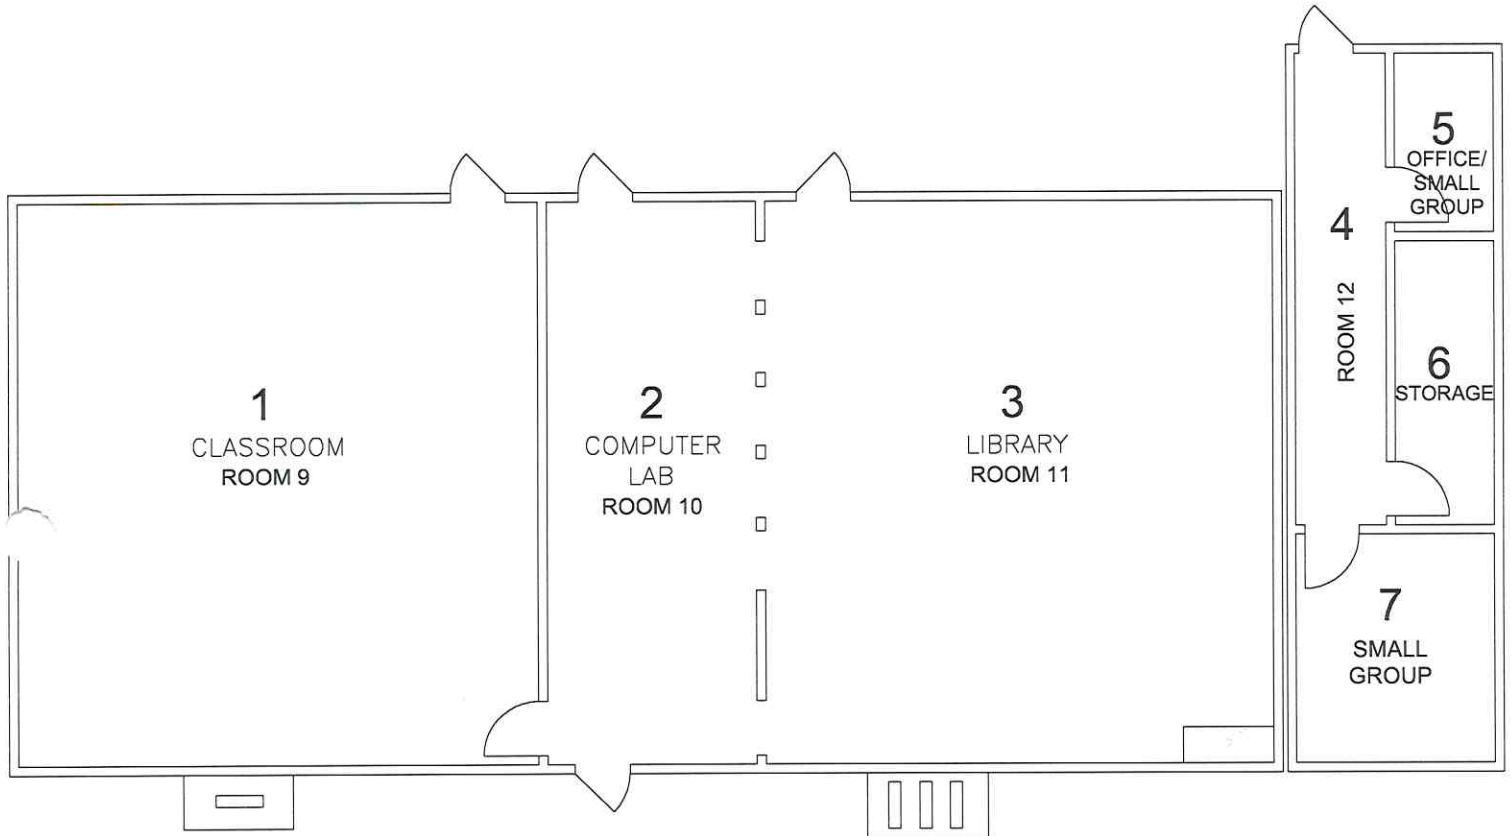 1
CLASSROOM
ROOM 9
2
COMPUTER
LAB
ROOM 10
3
LIBRARY
ROOM 11
4
ROOM 12
5
OFFICE/
SMALL
GROUP
6
STORAGE
7
SMALL
GROUP